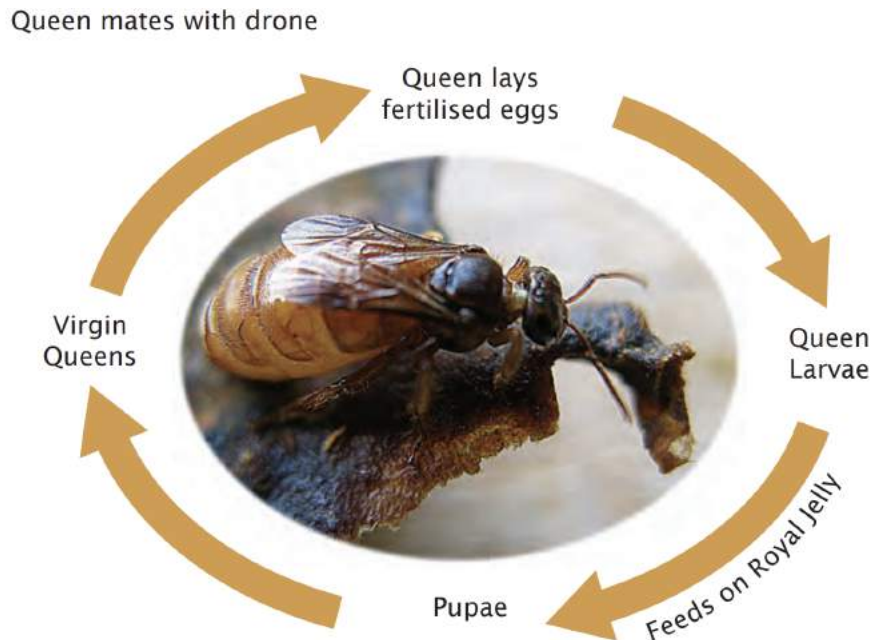 Queen mates with drone
Queen lays
fertilised eggs
Queen
Larvae
Feeds on Royal Jelly
Pupae
Virgin
Queens